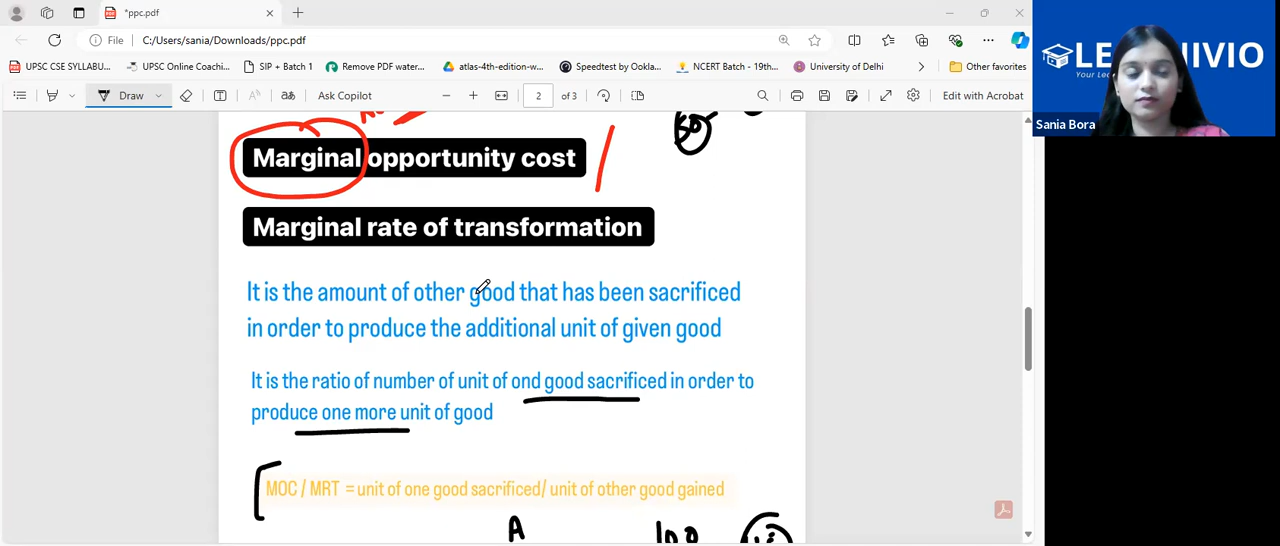 *ppc.pdf
File
C:/Users/sania/Downloads/ppc.pdf
UPSC CSE SYLLABU...
UPSC Online Coachi...
SIP + Batch 1
Remove PDF water...
atlas-4th-edition-w...
Speedtest by Ookla...
NCERT Batch - 19th...
University of Delhi
Other favorites
Draw
Ask Copilot
2 of 3
Edit with Acrobat
Your Le
Sania Bora
50
Marginal opportunity cost
Marginal rate of transformation
It is the amount of other good that has been sacrificed
in order to produce the additional unit of given good
It is the ratio of number of unit of ond good sacrificed in order to
produce one more unit of good
MOC / MRT = unit of one good sacrificed/ unit of other good gained
A
100